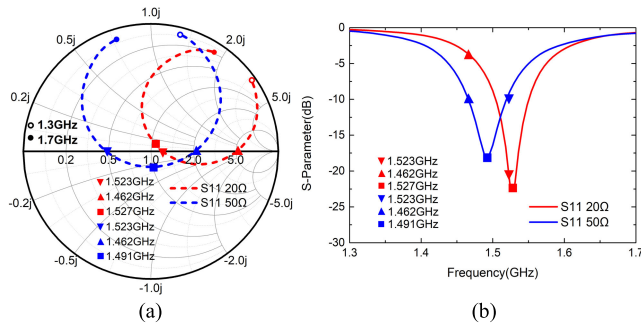 (a)
1.0j
0.5j
2.0j
0.2j
5.0j
1.3GHz
1.7GHz
0.2
0.5
1.0
2.0
5.0
1.523GHz
1.462GHz
1.527GHz
1.523GHz
1.462GHz
1.491GHz
S11 20Ω
S11 50Ω
-5.0j
-0.5j
-2.0j
-1.0j
(a)
(b)
S-Parameter(dB)
0
-5
-10
-15
-20
-25
-30
1.523GHz
1.462GHz
1.527GHz
1.523GHz
1.462GHz
1.491GHz
S11 20Ω
S11 50Ω
1.3
1.4
1.5
1.6
1.7
Frequency(GHz)
(b)